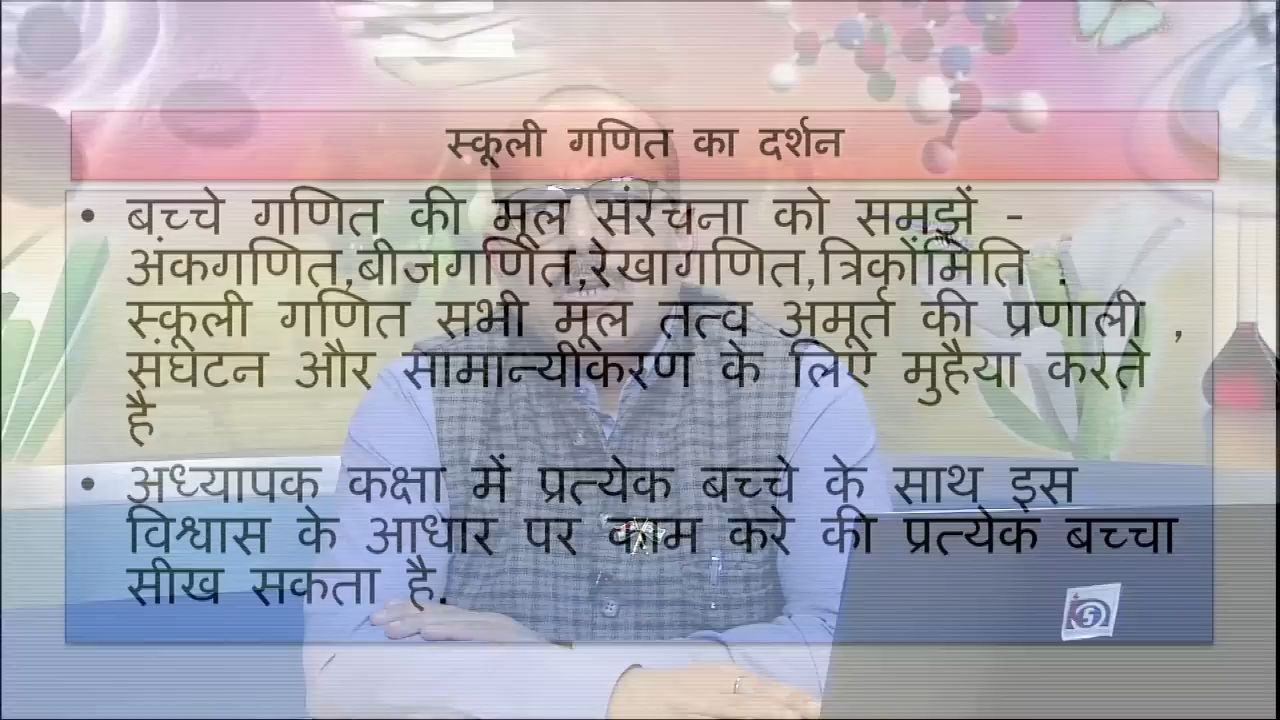 स्कूली गणित का दर्शन
• बच्चे गणित की मूल संरचना को समझें -
अंकगणित,बीजगणित,रेखागणित,त्रिकोंमिति .
स्कूली गणित सभी मूल तत्व अमूर्त की प्रणाली ,
संघटन और सामान्यीकरण के लिए मुहैया करते
है
• अध्यापक कक्षा में प्रत्येक बच्चे के साथ इस
विश्वास के आधार पर काम करे की प्रत्येक बच्चा
सीख सकता है.